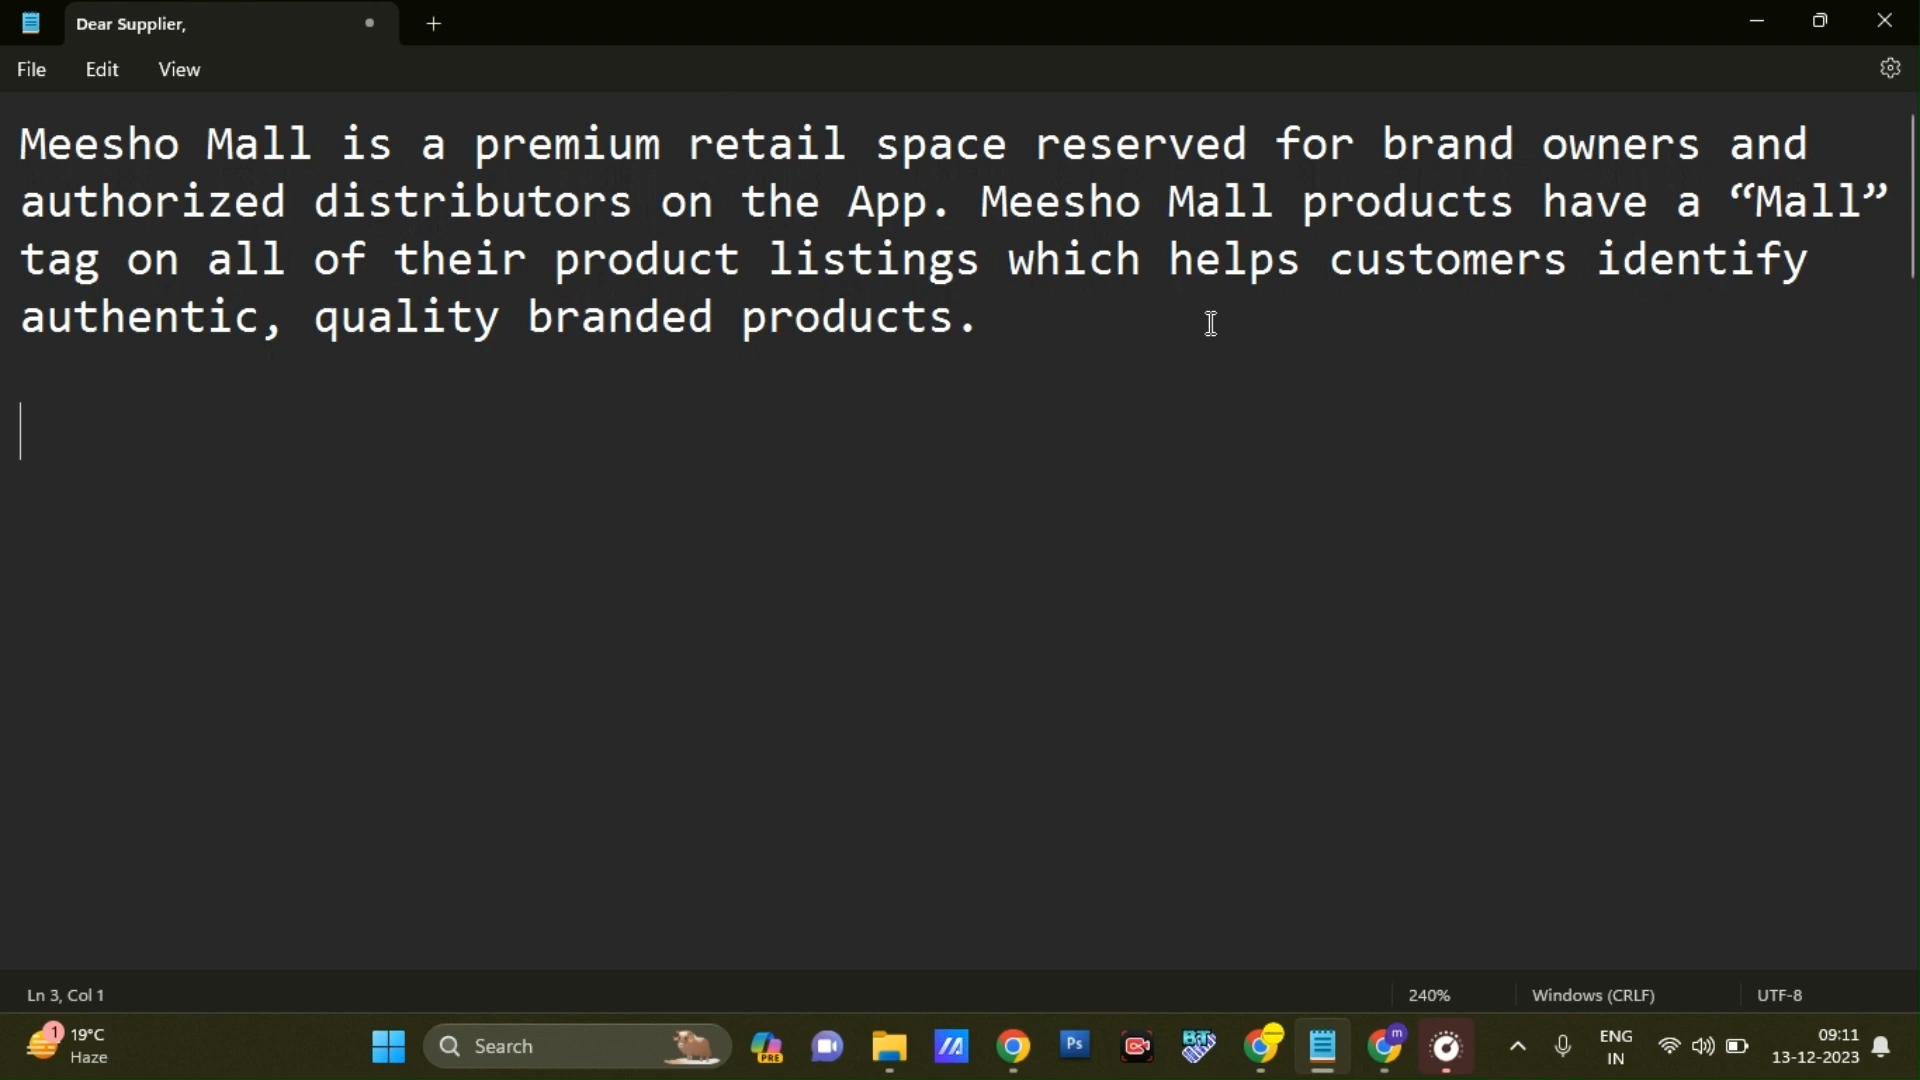 Dear Supplier,
File Edit View
Meesho Mall is a premium retail space reserved for brand owners and
authorized distributors on the App. Meesho Mall products have a “Mall”
tag on all of their product listings which helps customers identify
authentic, quality branded products.
Ln 3, Col 1 240% Windows (CRLF) UTF-8
1 19°C
Haze
Search
PRE
Ps
m
ENG
IN
09:11
13-12-2023